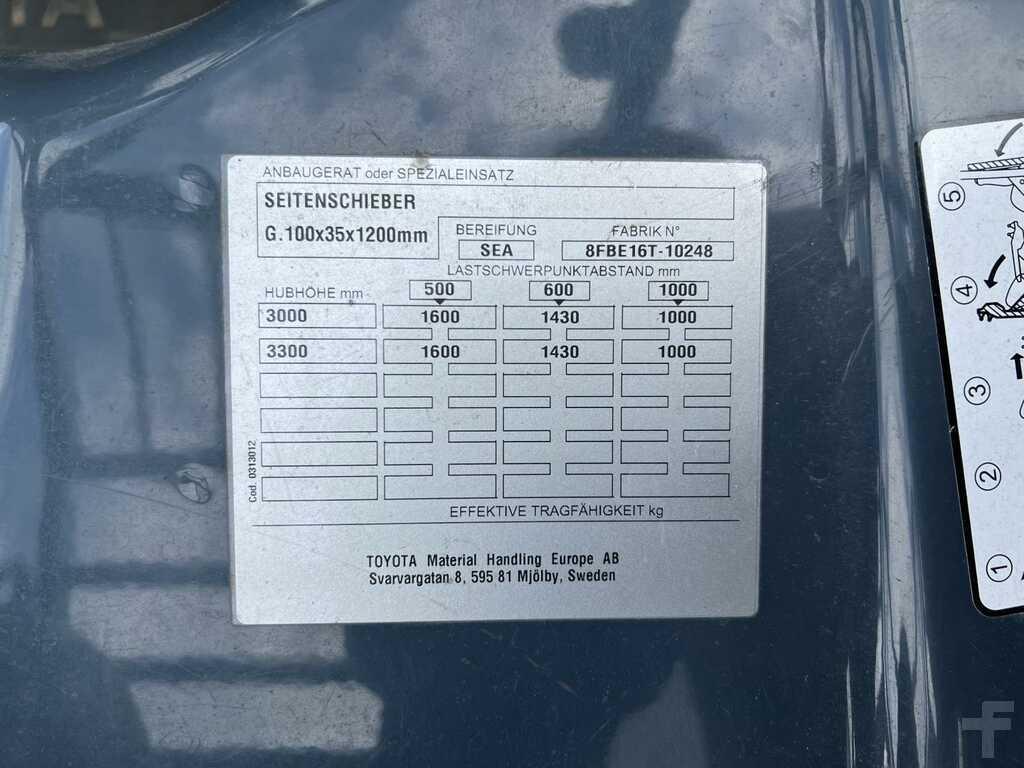 TA
ANBAUGERAT oder SPEZIALEINSATZ
SEITENSCHIEBER
G.100x35x1200mm
BEREIFUNG FABRIK N°
SEA 8FBE16T-10248
LASTSCHWERPUNKTABSTAND mm
HUBHÖHE mm 500 600 1000
3000 1600 1430 1000
3300 1600 1430 1000
EFFEKTIVE TRAGFÄHIGKEIT kg
Cod. 0313012
TOYOTA Material Handling Europe AB
Svarvargatan 8, 595 81 Mjölby, Sweden
5
4
3
2
1